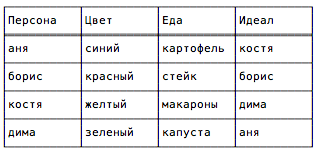 Персона Цвет Еда Идеал
аня синий картофель костя
борис красный стейк борис
костя желтый макароны дима
дима зеленый капуста аня